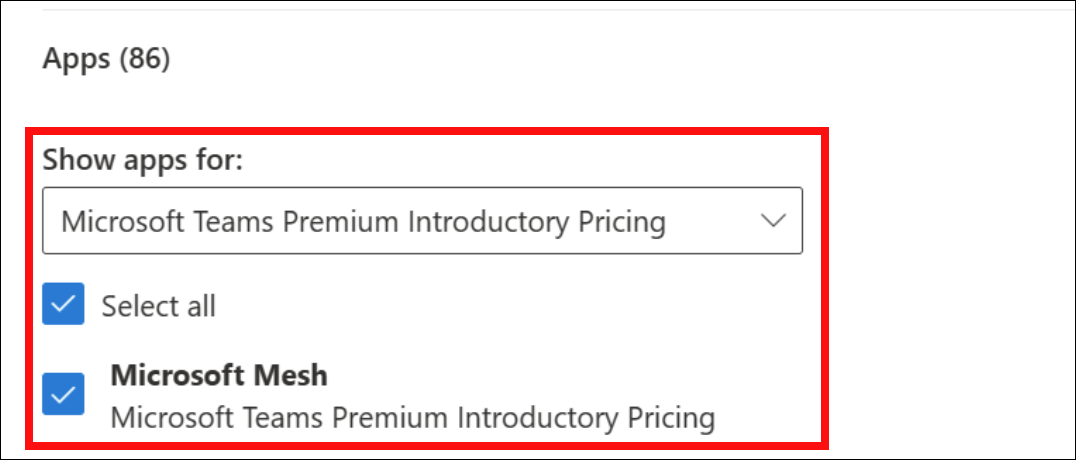 Apps (86)
Show apps for:
Microsoft Teams Premium Introductory Pricing
Select all
Microsoft Mesh
Microsoft Teams Premium Introductory Pricing